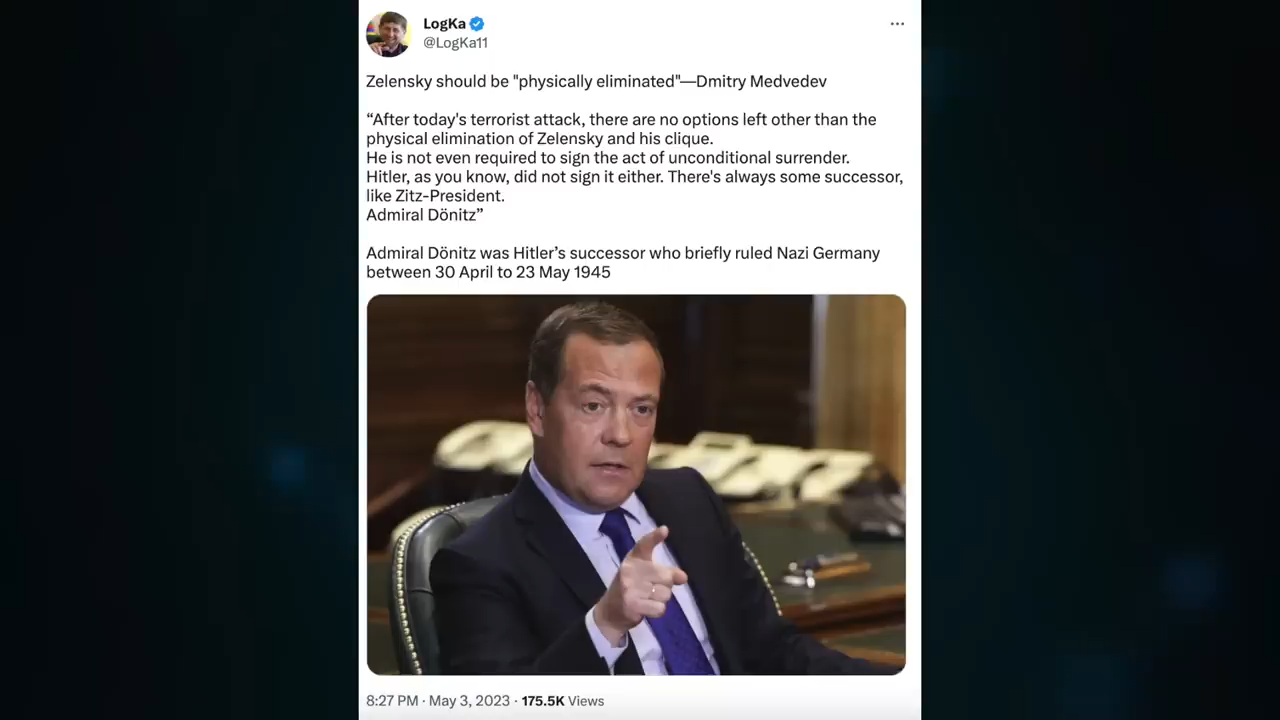 LogKa
@LogKa11
Zelensky should be "physically eliminated"—Dmitry Medvedev
“After today's terrorist attack, there are no options left other than the
physical elimination of Zelensky and his clique.
He is not even required to sign the act of unconditional surrender.
Hitler, as you know, did not sign it either. There's always some successor,
like Zitz-President.
Admiral Dönitz”
Admiral Dönitz was Hitler’s successor who briefly ruled Nazi Germany
between 30 April to 23 May 1945
8:27 PM · May 3, 2023 · 175.5K Views